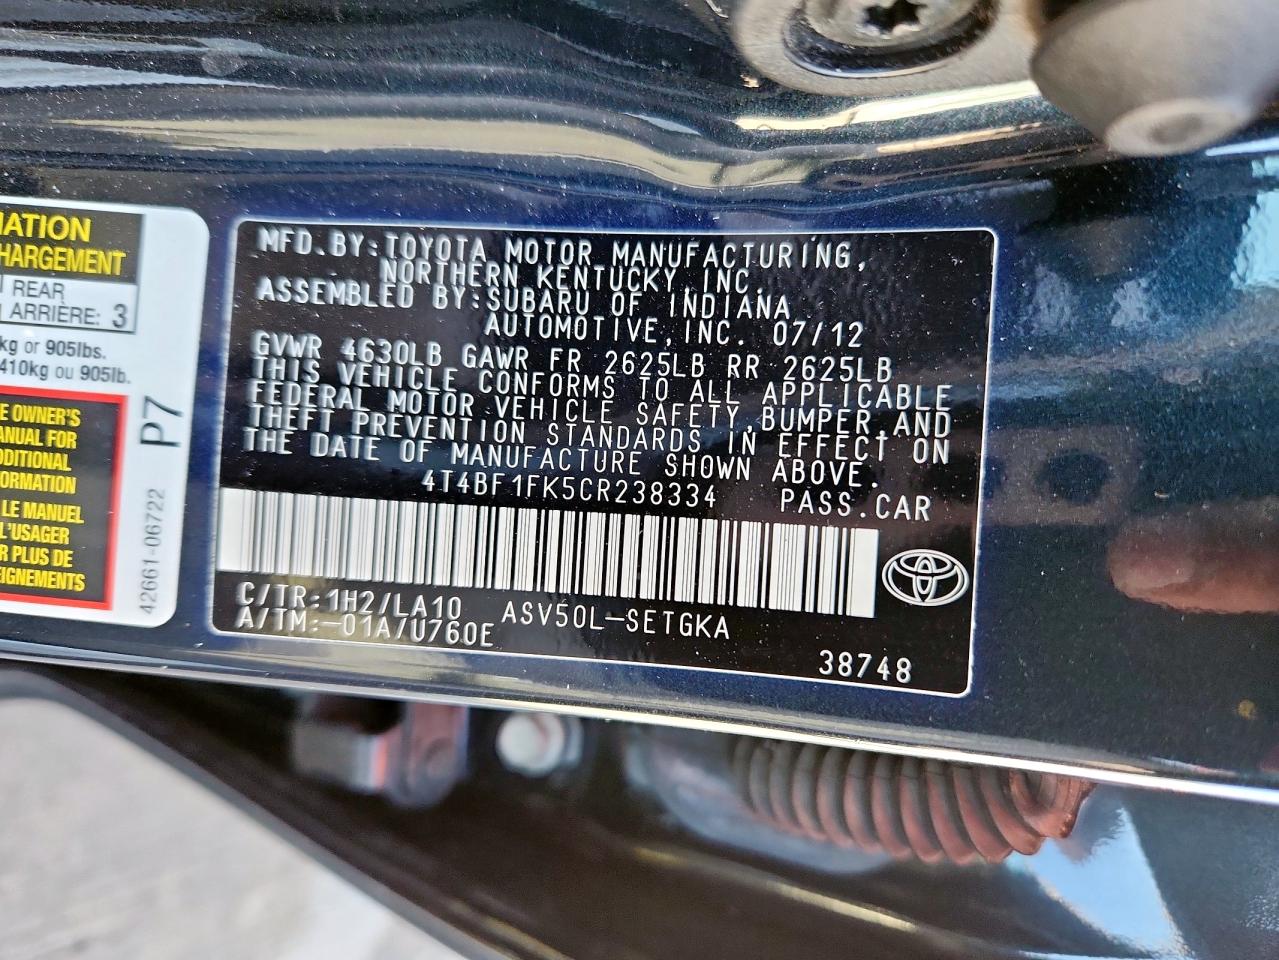 MATION
CHARGEMENT
REAR
ARRIÈRE: 3
kg or 905lbs.
410kg ou 905lb.
E OWNER'S
ANUAL FOR
DDITIONAL
FORMATION
LE MANUEL
L'USAGER
R PLUS DE
EIGNEMENTS
P7
42661-06722
MFD.BY:TOYOTA MOTOR MANUFACTURING,
NORTHERN KENTUCKY,INC.
ASSEMBLED BY:SUBARU OF INDIANA
AUTOMOTIVE,INC. 07/12
GVWR 4630LB GAWR FR 2625LB RR 2625LB
THIS VEHICLE CONFORMS TO ALL APPLICABLE
FEDERAL MOTOR VEHICLE SAFETY,BUMPER,AND
THEFT PREVENTION STANDARDS IN EFFECT ON
THE DATE OF MANUFACTURE SHOWN ABOVE.
4T4BF1FK5CR238334 PASS.CAR
C/TR:1H2/LA10 ASV50L-SETGKA
A/TM:-01A/U760E
38748